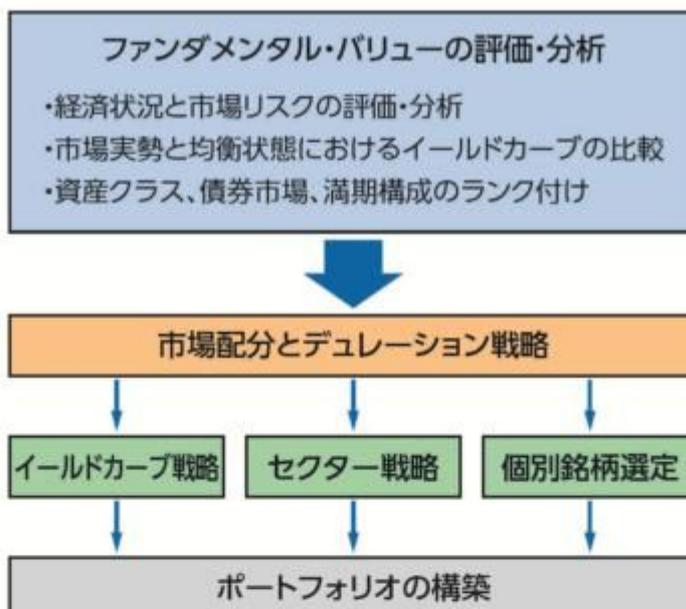 ファンダメンタル・バリューの評価・分析
・経済状況と市場リスクの評価・分析
・市場実勢と均衡状態におけるイールドカーブの比較
・資産クラス、債券市場、満期構成のランク付け
市場配分とデュレーション戦略
イールドカーブ戦略
セクター戦略
個別銘柄選定
ポートフォリオの構築